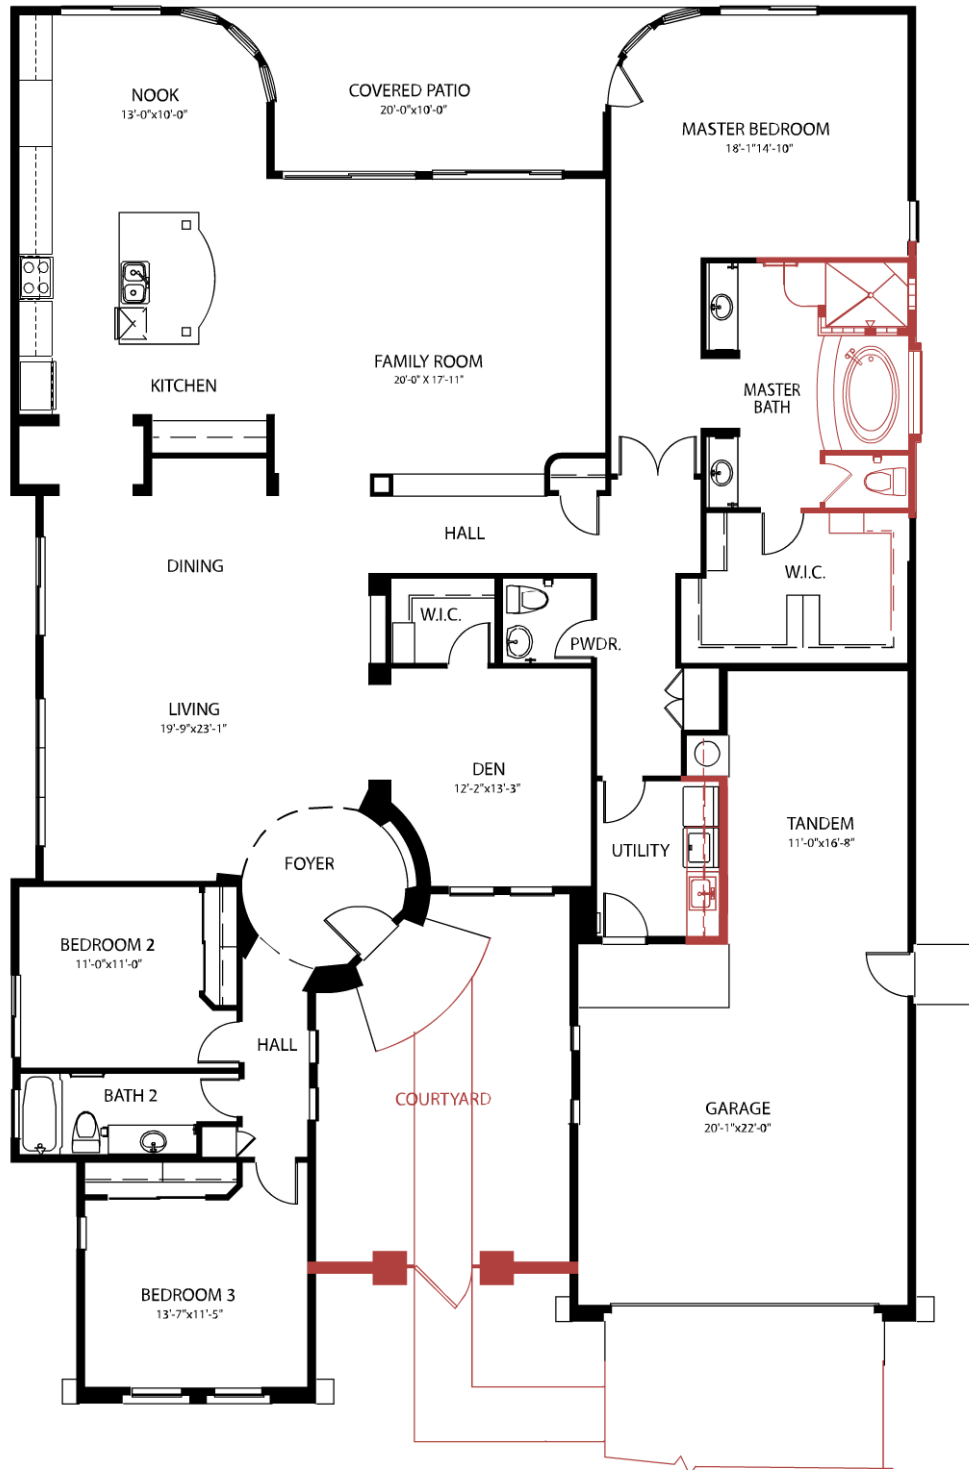 NOOK
13'-0"x10'-0"
COVERED PATIO
20'-0"x10'-0"
MASTER BEDROOM
18'-1"14'-10"
FAMILY ROOM
20'-0" X 17'-11"
KITCHEN
MASTER
BATH
HALL
DINING
W.I.C.
W.I.C.
PWDR.
LIVING
19'-9"x23'-1"
DEN
12'-2"x13'-3"
TANDEM
11'-0"x16'-8"
UTILITY
FOYER
BEDROOM 2
11'-0"x11'-0"
HALL
BATH 2
COURTYARD
GARAGE
20'-1"x22'-0"
BEDROOM 3
13'-7"x11'-5"